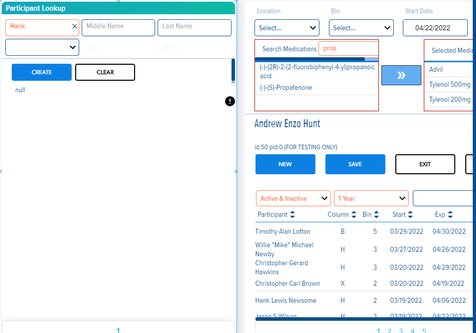 Participant Lookup
Hank
Middle Name
Last Name
CREATE
CLEAR
null
1
Location
Bin
Start Date
Select...
Select...
04/22/2022
Search Medications
prop
(-)-(2R)-2-(2-fluorobiphenyl-4-yl)propanoic
acid
(-)-(S)-Propafenone
Selected Medi
Advil
Tylenol 500mg
Tylenol 200mg
Andrew Enzo Hunt
id:50 pid:0 (FOR TESTING ONLY)
NEW
SAVE
EXIT
Active & Inactive
1 Year
Participant Column Bin Start Exp
Timothy Alan Lofton B 5 03/29/2022 04/30/2022
Willie "Mike" Michael
Newby H 3 03/27/2022 04/26/2022
Christopher Gerard
Hawkins H 3 03/20/2022 04/29/2022
Christopher Carl Brown X 2 03/20/2022 04/19/2022
Hank Lewis Newsome H 2 03/19/2022 04/06/2022
Jason S Wilson H 3 03/19/2022 04/22/2022
1 2 3 4 5